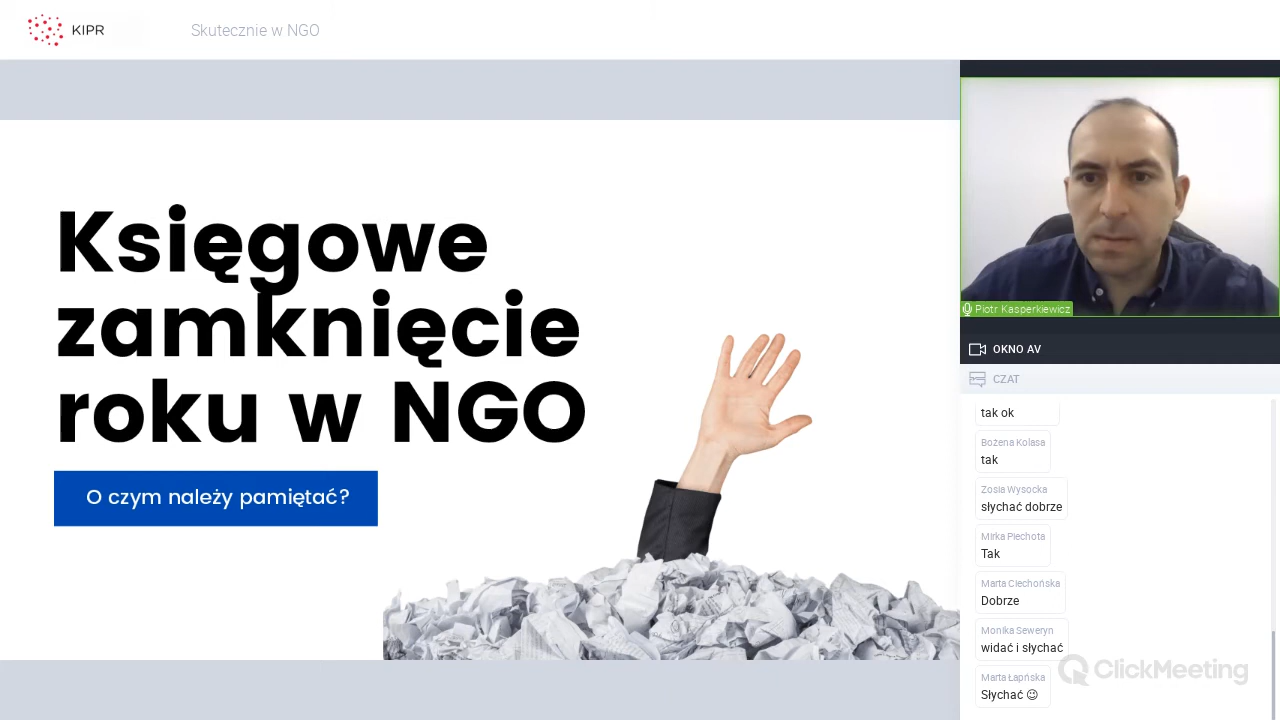 KIPR
Skutecznie w NGO
Księgowe
zamknięcie
roku w NGO
O czym należy pamiętać?
Piotr Kasperkiewicz
OKNO AV
CZAT
tak ok
Bożena Kolasa
tak
Zosia Wysocka
słychać dobrze
Mirka Piechota
Tak
Marta Ciechońska
Dobrze
Monika Seweryn
widać i słychać
Marta Łapńska
Słychać 😉
ClickMeeting